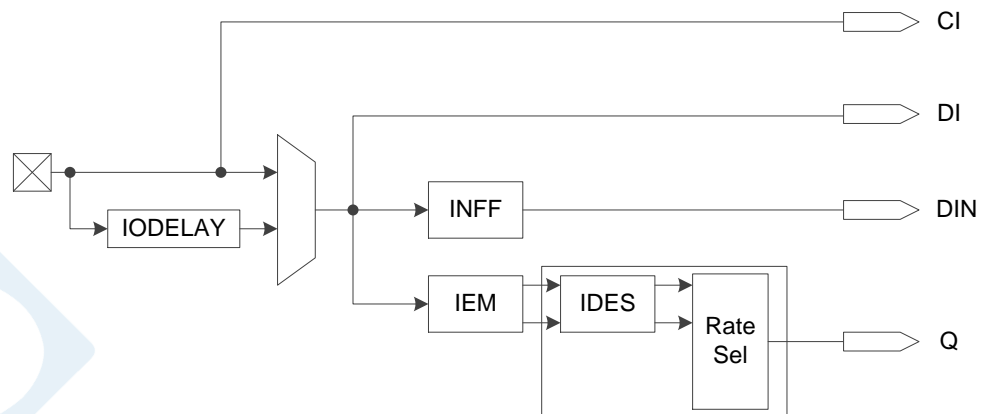 CI
DI
IODELAY
INFF
DIN
IEM
IDES
Rate
Sel
Q